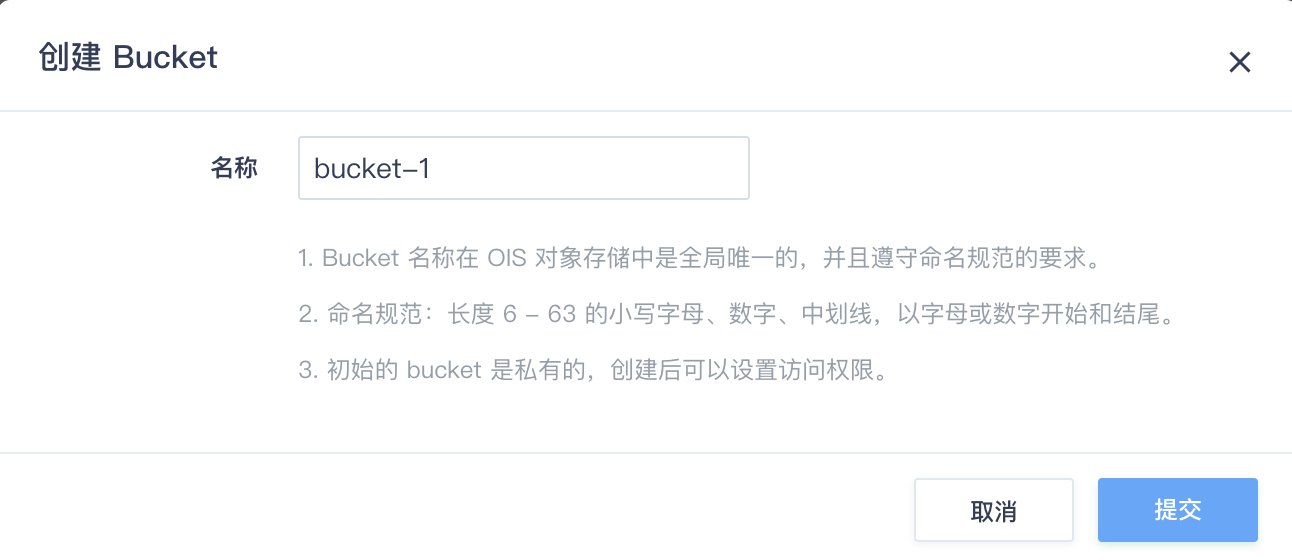 创建 Bucket
名称
bucket-1
1. Bucket 名称在 OIS 对象存储中是全局唯一的，并且遵守命名规范的要求。
2. 命名规范：长度 6 - 63 的小写字母、数字、中划线，以字母或数字开始和结尾。
3. 初始的 bucket 是私有的，创建后可以设置访问权限。
取消
提交